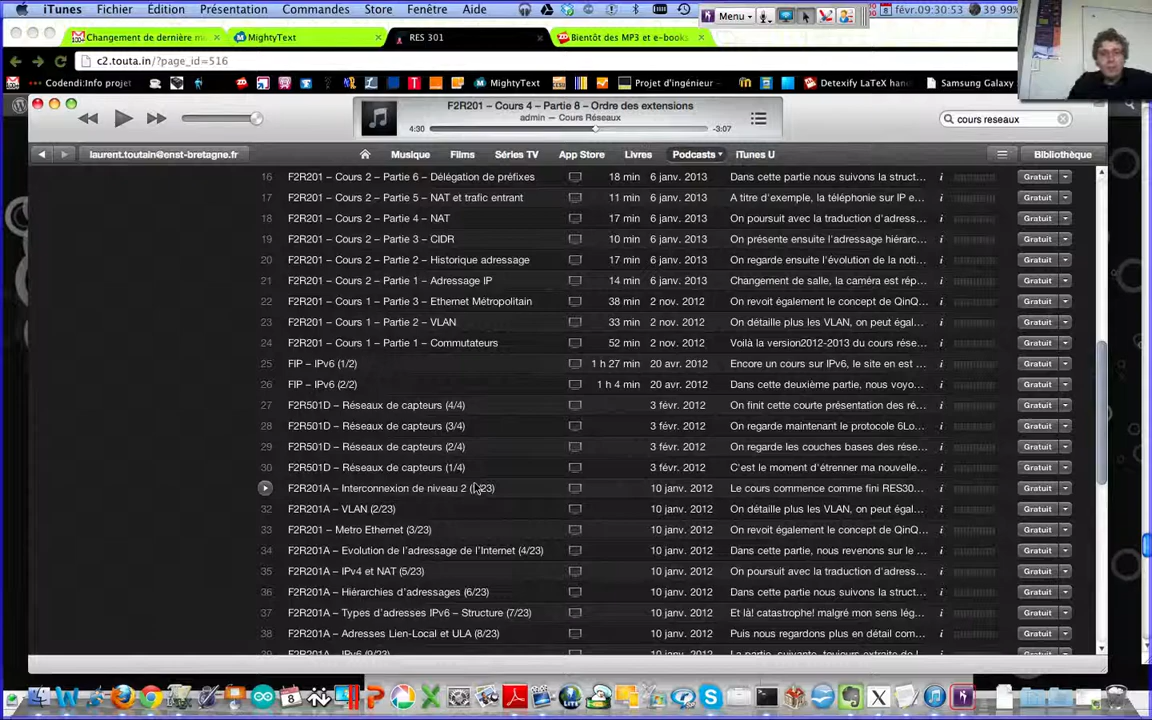 iTunes Fichier Édition Présentation Commandes Store Fenêtre Aide
févr.09:30:53 39 99%
Menu
Changement de dernière mi MightyText RES 301 Bientôt des MP3 et e-books
c2.touta.in/?page_id=516
Codendi:Info projet MightyText Projet d'ingénieur Detexify LaTeX han Samsung Galaxy
F2R201 – Cours 4 – Partie 8 – Ordre des extensions
admin — Cours Réseaux
4:30 -3:07
cours reseaux
laurent.toutain@enst-bretagne.fr Musique Films Séries TV App Store Livres Podcasts iTunes U Bibliothèque
16 F2R201 – Cours 2 – Partie 6 – Délégation de préfixes 18 min 6 janv. 2013 Dans cette partie nous suivons la struct... i Gratuit
17 F2R201 – Cours 2 – Partie 5 – NAT et trafic entrant 11 min 6 janv. 2013 A titre d'exemple, la téléphonie sur IP e... i Gratuit
18 F2R201 – Cours 2 – Partie 4 – NAT 17 min 6 janv. 2013 On poursuit avec la traduction d'adress... i Gratuit
19 F2R201 – Cours 2 – Partie 3 – CIDR 10 min 6 janv. 2013 On présente ensuite l'adressage hiérarc... i Gratuit
20 F2R201 – Cours 2 – Partie 2 – Historique adressage 17 min 6 janv. 2013 On regarde ensuite l'évolution de la noti... i Gratuit
21 F2R201 – Cours 2 – Partie 1 – Adressage IP 14 min 6 janv. 2013 Changement de salle, la caméra est rép... i Gratuit
22 F2R201 – Cours 1 – Partie 3 – Ethernet Métropolitain 38 min 2 nov. 2012 On revoit également le concept de QinQ... i Gratuit
23 F2R201 – Cours 1 – Partie 2 – VLAN 33 min 2 nov. 2012 On détaille plus les VLAN, on peut égal... i Gratuit
24 F2R201 – Cours 1 – Partie 1 – Commutateurs 52 min 2 nov. 2012 Voilà la version2012-2013 du cours rése... i Gratuit
25 FIP – IPv6 (1/2) 1 h 27 min 20 avr. 2012 Encore un cours sur IPv6, le site en est ... i Gratuit
26 FIP – IPv6 (2/2) 1 h 4 min 20 avr. 2012 Dans cette deuxième partie, nous voyo... i Gratuit
27 F2R501D – Réseaux de capteurs (4/4) 3 févr. 2012 On finit cette courte présentation des ré... i Gratuit
28 F2R501D – Réseaux de capteurs (3/4) 3 févr. 2012 On regarde maintenant le protocole 6Lo... i Gratuit
29 F2R501D – Réseaux de capteurs (2/4) 3 févr. 2012 On regarde les couches bases des rése... i Gratuit
30 F2R501D – Réseaux de capteurs (1/4) 3 févr. 2012 C'est le moment d'étrenner ma nouvelle... i Gratuit
F2R201A – Interconnexion de niveau 2 ( /23) 10 janv. 2012 Le cours commence comme fini RES30... i Gratuit
32 F2R201A – VLAN (2/23) 10 janv. 2012 On détaille plus les VLAN, on peut égal... i Gratuit
33 F2R201 – Metro Ethernet (3/23) 10 janv. 2012 On revoit également le concept de QinQ... i Gratuit
34 F2R201A – Evolution de l'adressage de l'Internet (4/23) 10 janv. 2012 Dans cette partie, nous revenons sur le ... i Gratuit
35 F2R201A – IPv4 et NAT (5/23) 10 janv. 2012 On poursuit avec la traduction d'adress... i Gratuit
36 F2R201A – Hiérarchies d'adressages (6/23) 10 janv. 2012 Dans cette partie nous suivons la struct... i Gratuit
37 F2R201A – Types d'adresses IPv6 – Structure (7/23) 10 janv. 2012 Et là! catastrophe! malgré mon sens lég... i Gratuit
38 F2R201A – Adresses Lien-Local et ULA (8/23) 10 janv. 2012 Puis nous regardons plus en détail com... i Gratuit
39 F2R201A – IPv6 (9/23) 10 janv. 2012